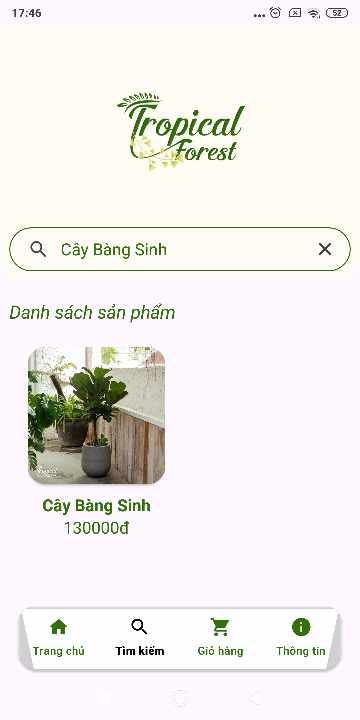 17:46
52
Tropical
Forest
Cây Bàng Sinh
Danh sách sản phẩm
Cây Bàng Sinh
130000đ
Trang chủ
Tìm kiếm
Giỏ hàng
Thông tin